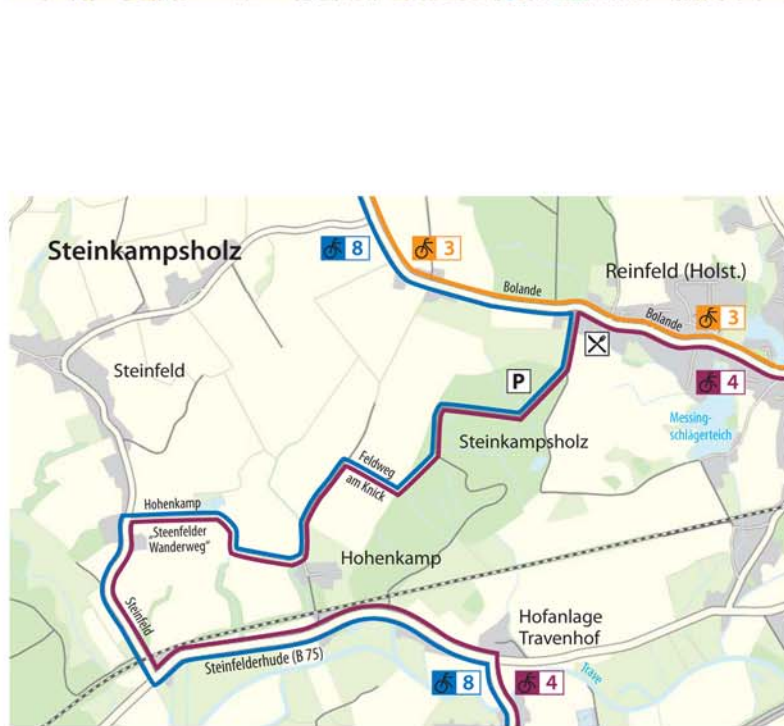 Steinkampsholz
8
3
Reinfeld (Holst.)
Bolande
Bolande
3
Steinfeld
P
4
Messing-
schlägerteich
Steinkampsholz
Feldweg
am Knick
Hohenkamp
„Steenfelder
Wanderweg“
Hohenkamp
Steinfeld
Hofanlage
Travenhof
Steinfelderhude (B 75)
8
4
Trave